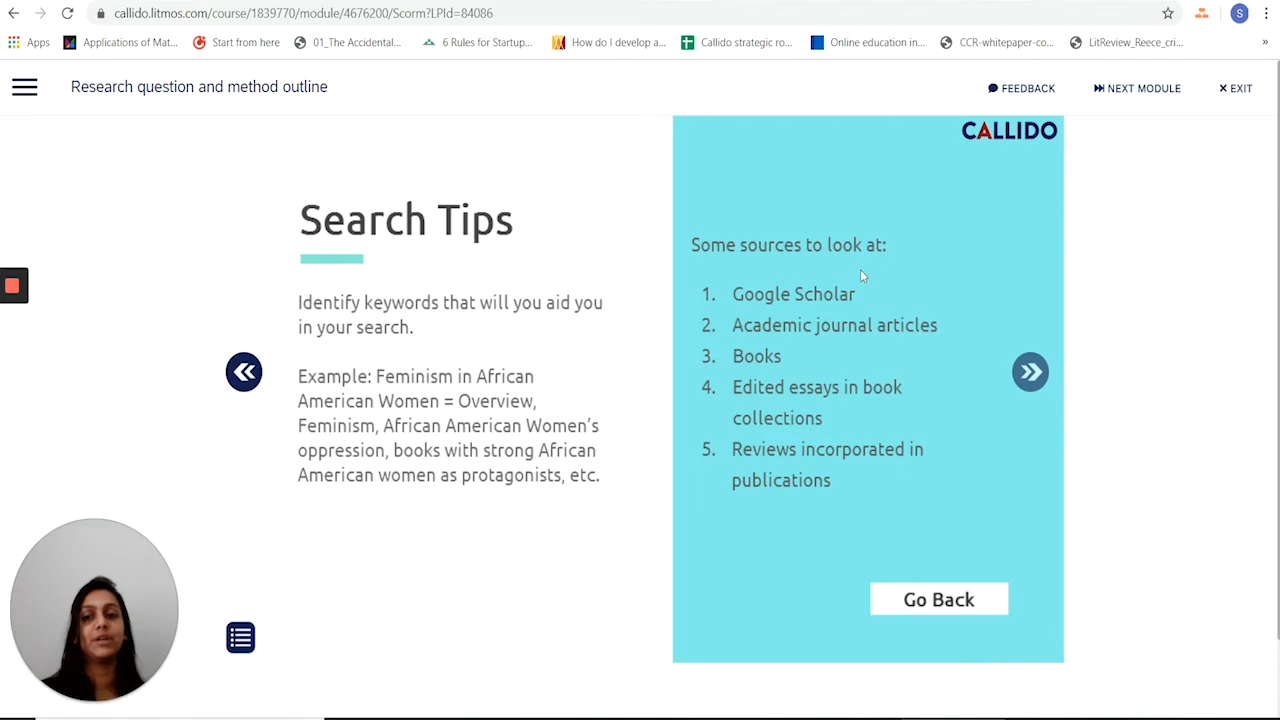 callido.litmos.com/course/1839770/module/4676200/Scorm?LPId=84086
S
Apps
Applications of Mat...
Start from here
01_The Accidental...
6 Rules for Startup...
How do I develop a...
Callido strategic ro...
Online education in...
CCR-whitepaper-co...
LitReview_Reece_cri...
»
Research question and method outline
FEEDBACK
NEXT MODULE
EXIT
CALLIDO
Search Tips
Identify keywords that will you aid you
in your search.
Example: Feminism in African
American Women = Overview,
Feminism, African American Women’s
oppression, books with strong African
American women as protagonists, etc.
Some sources to look at:
1. Google Scholar
2. Academic journal articles
3. Books
4. Edited essays in book
collections
5. Reviews incorporated in
publications
Go Back